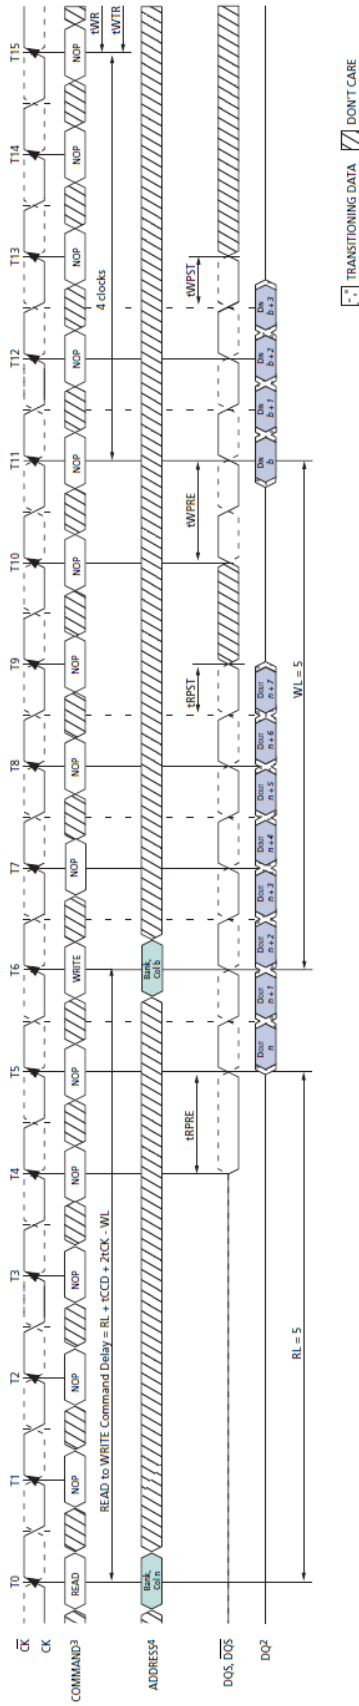 T0 T1 T2 T3 T4 T5 T6 T7 T8 T9 T10 T11 T12 T13 T14 T15
CK
CK
COMMAND3 READ NOP NOP NOP NOP NOP WRITE NOP NOP NOP NOP NOP NOP NOP NOP NOP
tWR
READ to WRITE Command Delay = RL + tCCD + 2tCK - WL 4 clocks
tWTR
ADDRESS4 Bank, Col n Bank, Col b
tRPRE tRPST tWPRE tWPST
DQS, DQS
DQ2 DOUT n DOUT n + 1 DOUT n + 2 DOUT n + 3 DOUT n + 4 DOUT n + 5 DOUT n + 6 DOUT n + 7 DIN b DIN b + 1 DIN b + 2 DIN b + 3
RL = 5 WL = 5
TRANSITIONING DATA DON'T CARE